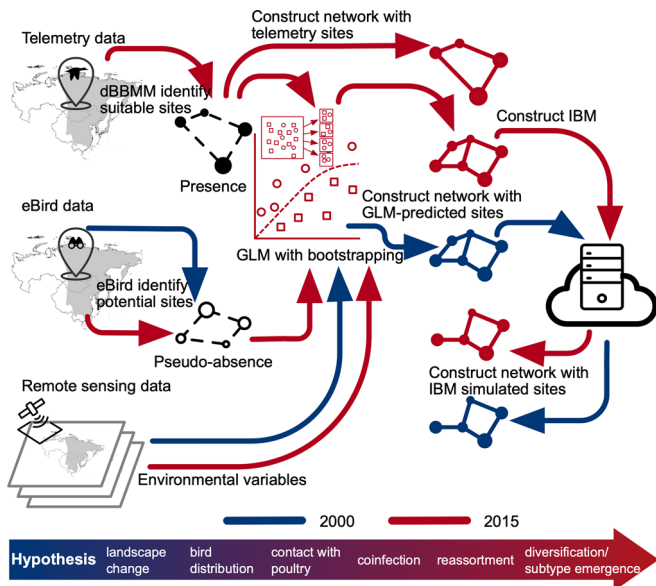 Telemetry data
Construct network with
telemetry sites
dBBMM identify
suitable sites
Presence
Construct IBM
eBird data
Construct network with
GLM-predicted sites
GLM with bootstrapping
eBird identify
potential sites
Pseudo-absence
Construct network with
IBM simulated sites
Remote sensing data
Environmental variables
2000
2015
Hypothesis
landscape
change
bird
distribution
contact with
poultry
coinfection
reassortment
diversification/
subtype emergence